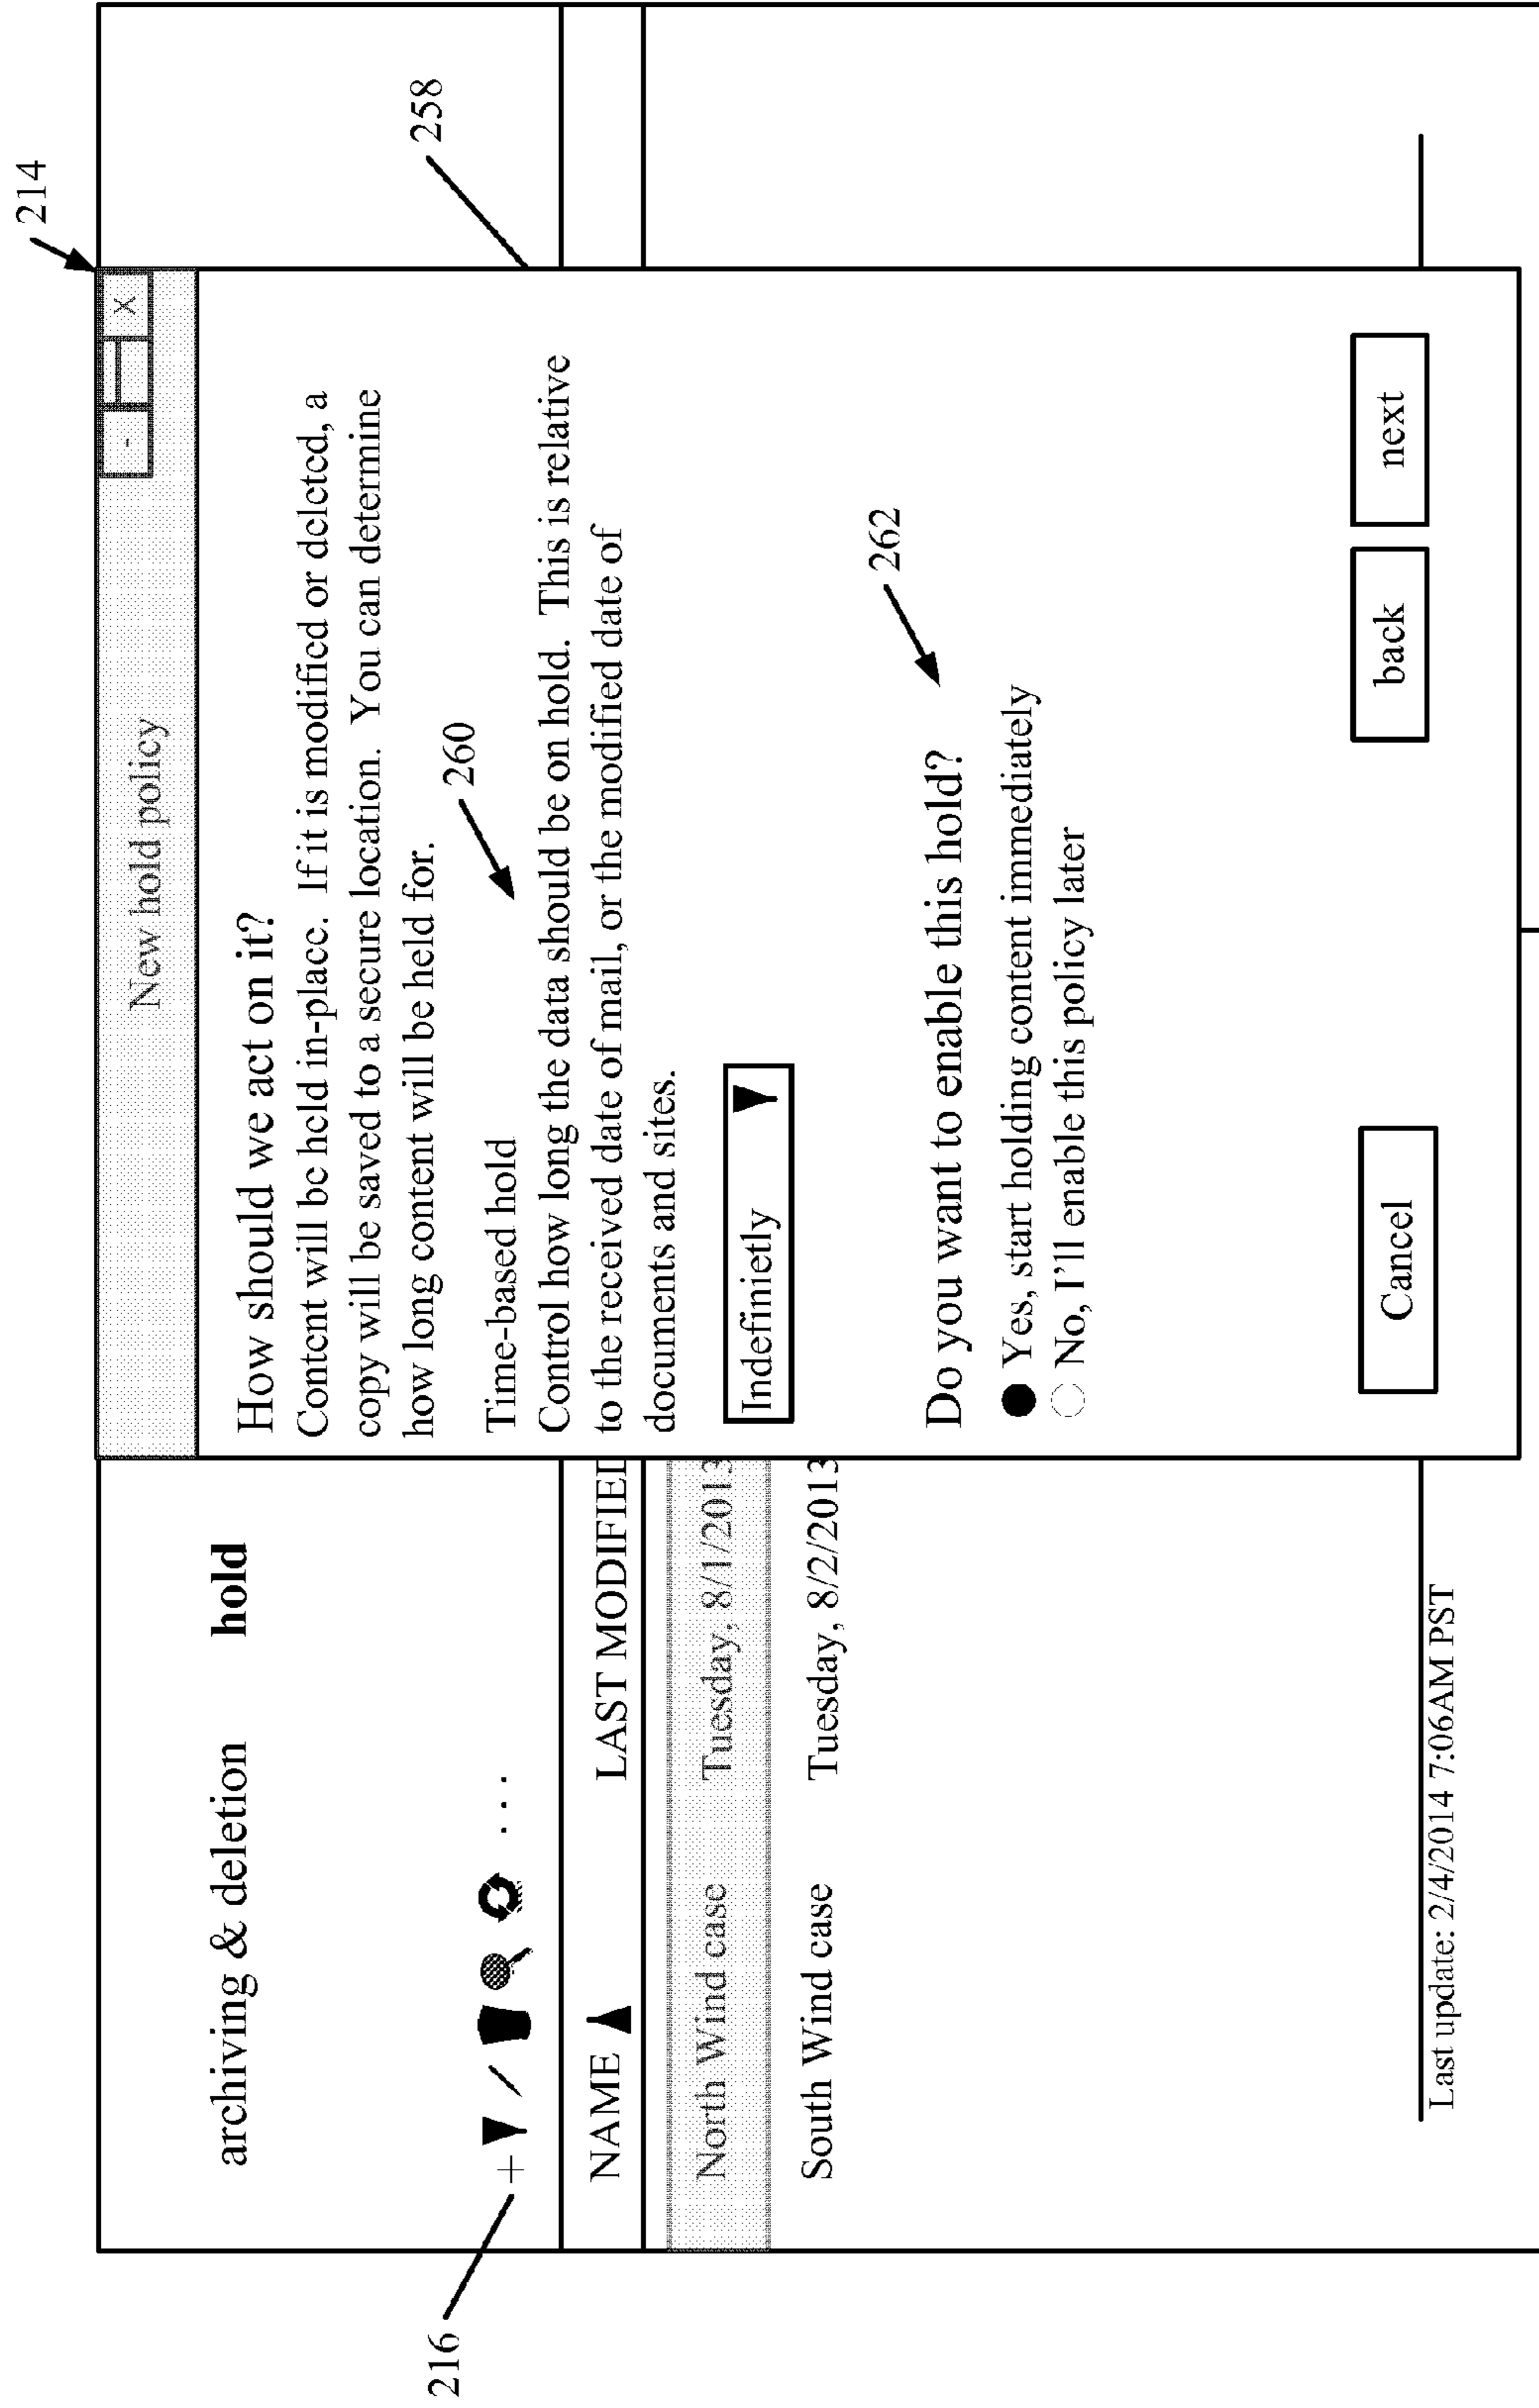 214
archiving & deletion hold
216
+ ...
NAME LAST MODIFIED
North Wind case Tuesday, 8/1/2013
South Wind case Tuesday, 8/2/2013
Last update: 2/4/2014 7:06AM PST
New hold policy
- X
258
How should we act on it?
Content will be held in-place. If it is modified or deleted, a
copy will be saved to a secure location. You can determine
how long content will be held for.
260
Time-based hold
Control how long the data should be on hold. This is relative
to the received date of mail, or the modified date of
documents and sites.
Indefinietly
262
Do you want to enable this hold?
Yes, start holding content immediately
No, I'll enable this policy later
Cancel back next